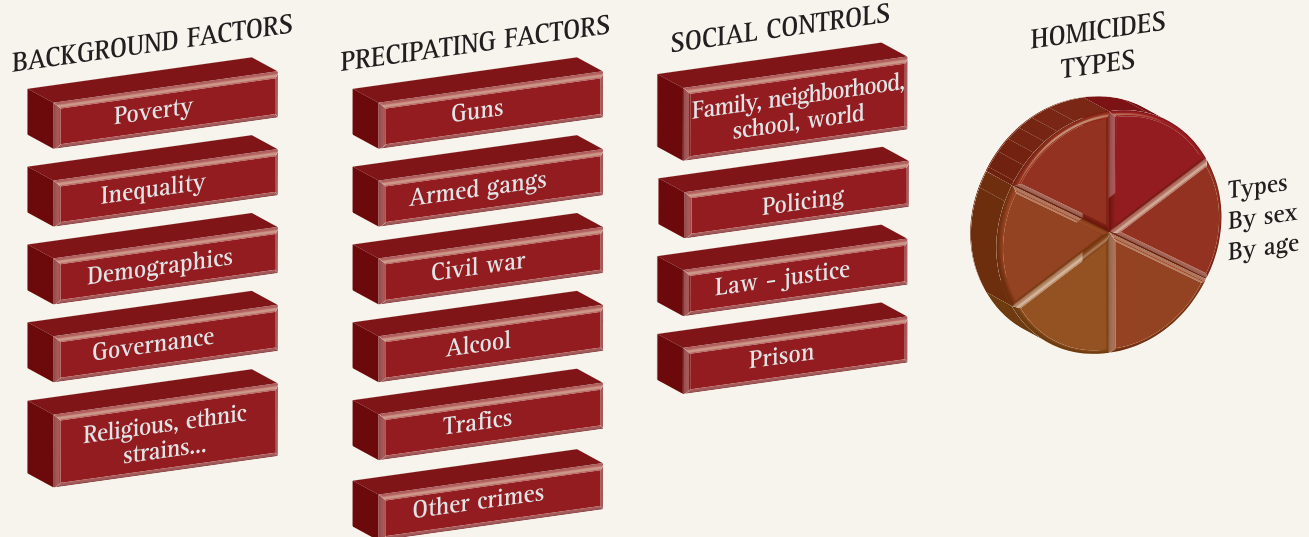 BACKGROUND FACTORS
Poverty
Inequality
Demographics
Governance
Religious, ethnic
strains...
PRECIPATING FACTORS
Guns
Armed gangs
Civil war
Alcool
Trafics
Other crimes
SOCIAL CONTROLS
Family, neighborhood,
school, world
Policing
Law - justice
Prison
HOMICIDES
TYPES
Types
By sex
By age